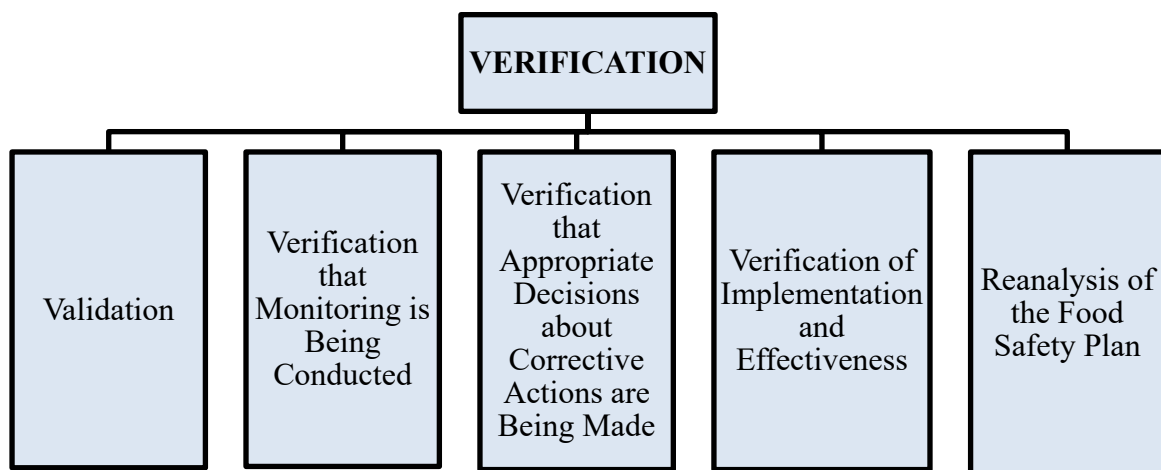 VERIFICATION
Validation
Verification
that
Monitoring is
Being
Conducted
Verification
that
Appropriate
Decisions
about
Corrective
Actions are
Being Made
Verification of
Implementation
and
Effectiveness
Reanalysis of
the Food
Safety Plan